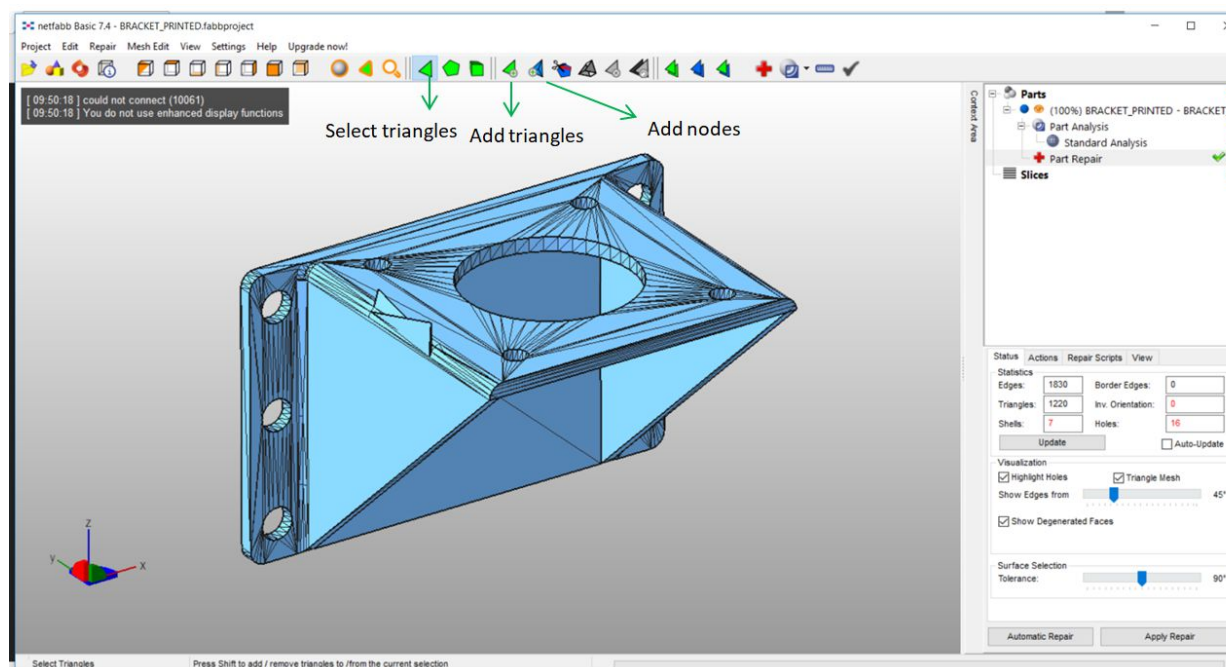 netfabb Basic 7.4 - BRACKET_PRINTED.fabbproject
Project Edit Repair Mesh Edit View Settings Help Upgrade now!
[ 09:50:18 ] could not connect (10061)
[ 09:50:18 ] You do not use enhanced display functions
Select triangles
Add triangles
Add nodes
Context Area
Parts
(100%) BRACKET_PRINTED - BRACKET
Part Analysis
Standard Analysis
Part Repair
Slices
Z
y
X
Status Actions Repair Scripts View
Statistics
Edges: 1830 Border Edges: 0
Triangles: 1220 Inv. Orientation: 0
Shells: 7 Holes: 16
Update Auto-Update
Visualization
Highlight Holes Triangle Mesh
Show Edges from 45°
Show Degenerated Faces
Surface Selection
Tolerance: 90°
Automatic Repair Apply Repair
Select Triangles Press Shift to add / remove triangles to /from the current selection